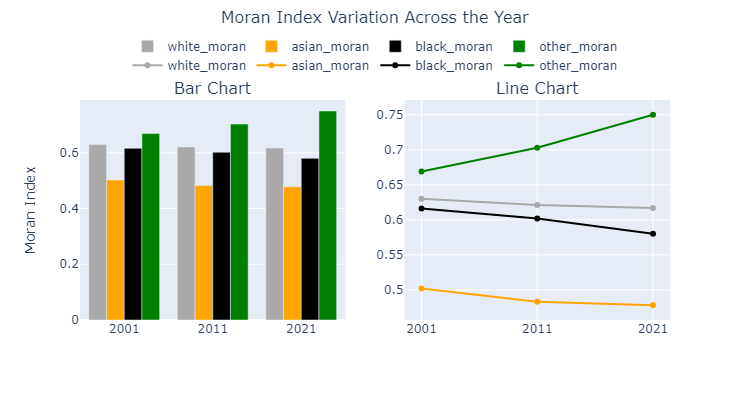 Moran Index Variation Across the Year
white_moran asian_moran black_moran other_moran
white_moran asian_moran black_moran other_moran
Bar Chart
Moran Index
0.6
0.4
0.2
0
2001 2011 2021
Line Chart
0.75
0.7
0.65
0.6
0.55
0.5
2001 2011 2021